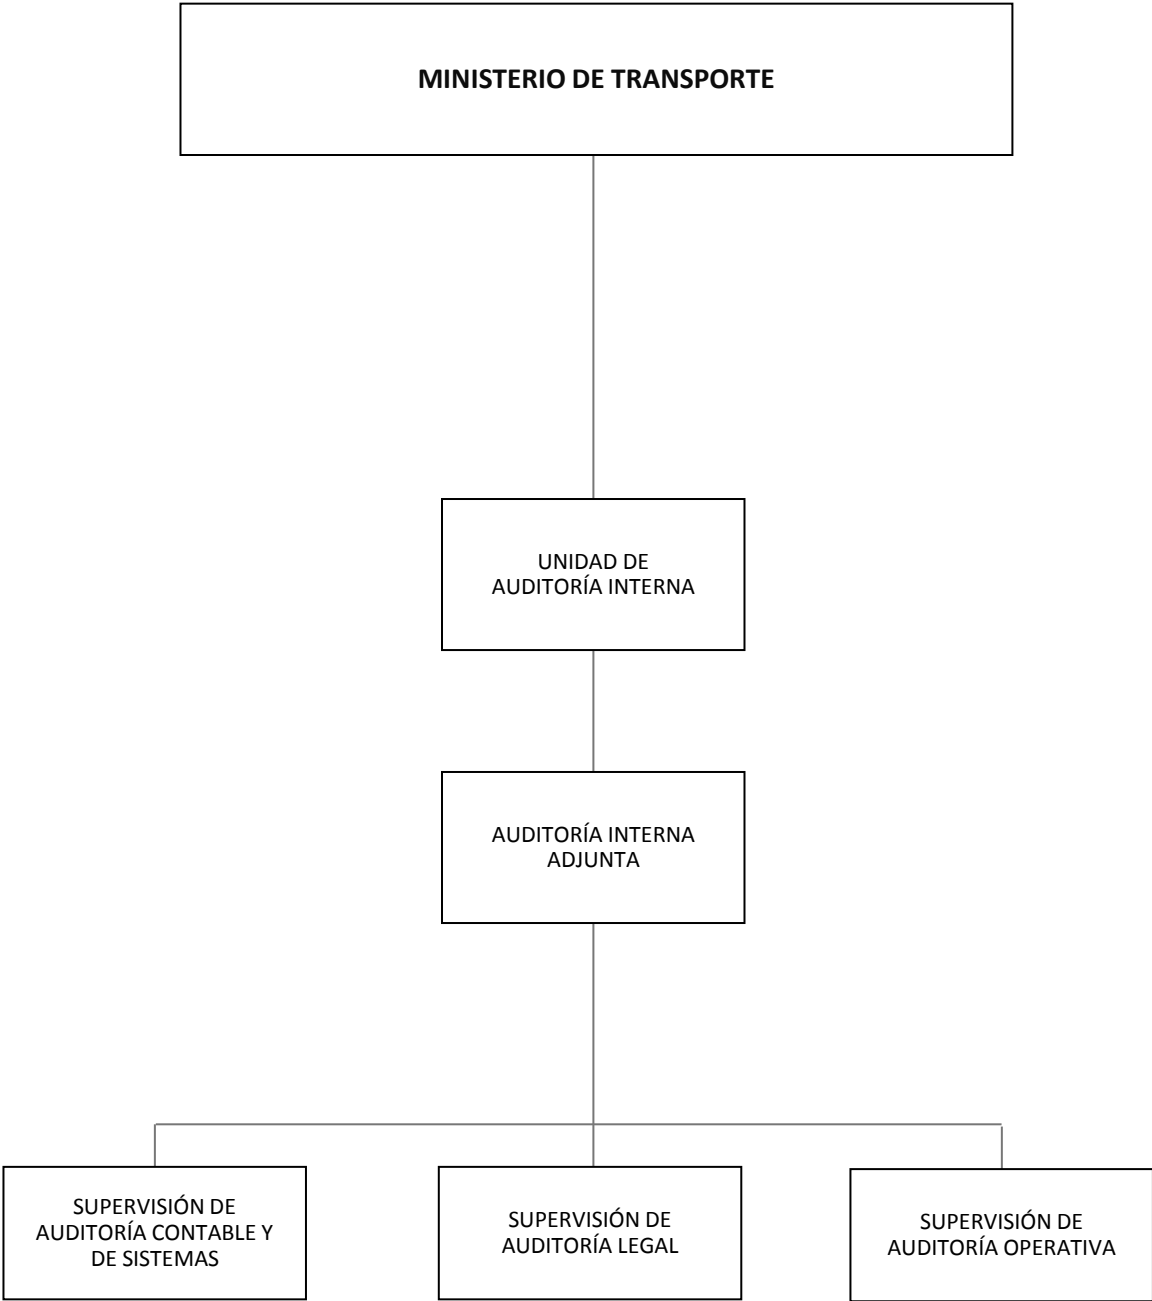 MINISTERIO DE TRANSPORTE
UNIDAD DE
AUDITORÍA INTERNA
AUDITORÍA INTERNA
ADJUNTA
SUPERVISIÓN DE
AUDITORÍA CONTABLE Y
DE SISTEMAS
SUPERVISIÓN DE
AUDITORÍA LEGAL
SUPERVISIÓN DE
AUDITORÍA OPERATIVA